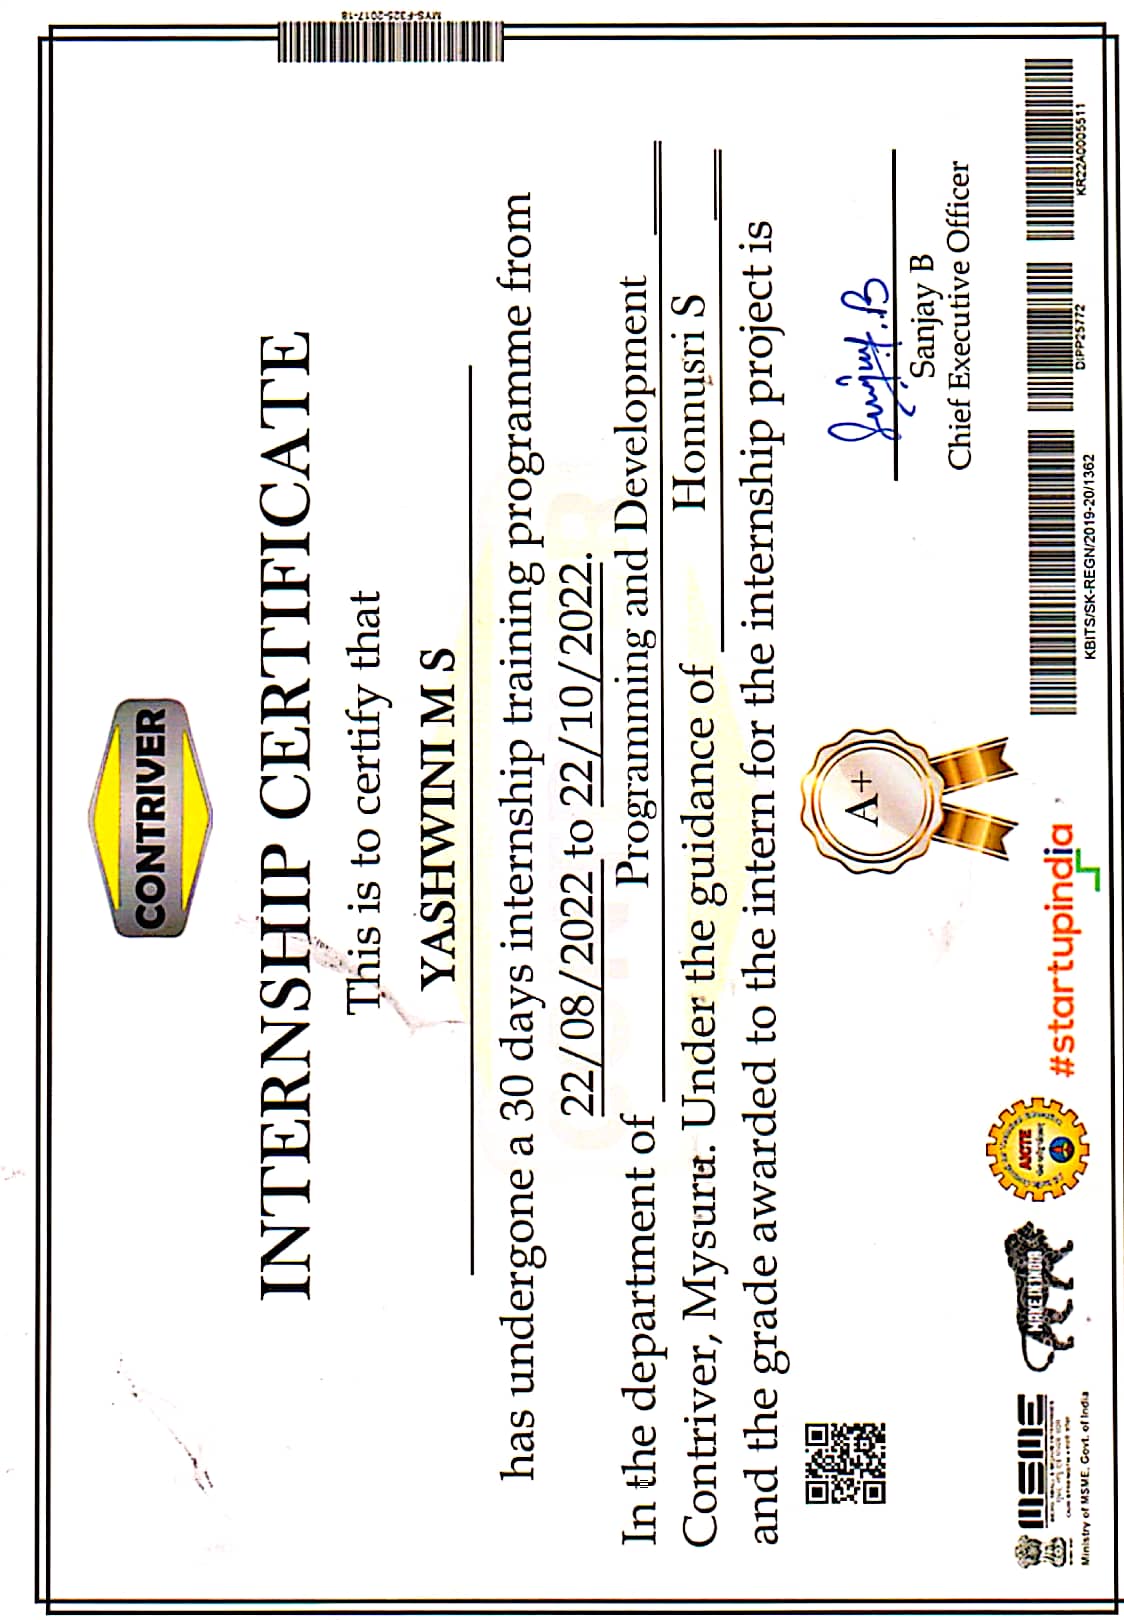 CONTRIVER
INTERNSHIP CERTIFICATE
This is to certify that
YASHWINI M S
has undergone a 30 days internship training programme from
22/08/2022 to 22/10/2022.
In the department of Programming and Development
Contriver, Mysuru. Under the guidance of Honnusri S
and the grade awarded to the intern for the internship project is
A+
Sanjay B
Chief Executive Officer
MSME
Ministry of MSME, Govt. of India
MAKE IN INDIA
AICTE
#startupindia
KBITS/SK-REGN/2019-20/1362
DIPP25772
KR22A0005511
MYS-F325-2017-18